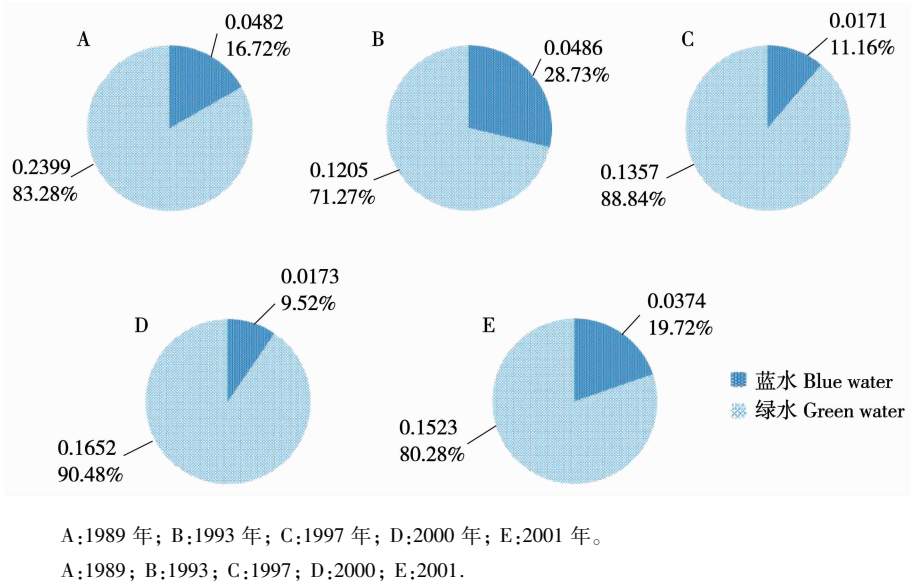 A
0.0482
16.72%
0.2399
83.28%
B
0.0486
28.73%
0.1205
71.27%
C
0.0171
11.16%
0.1357
88.84%
D
0.0173
9.52%
0.1652
90.48%
E
0.0374
19.72%
0.1523
80.28%
蓝水 Blue water
绿水 Green water
A:1989 年; B:1993 年; C:1997 年; D:2000 年; E:2001 年。
A:1989; B:1993; C:1997; D:2000; E:2001.